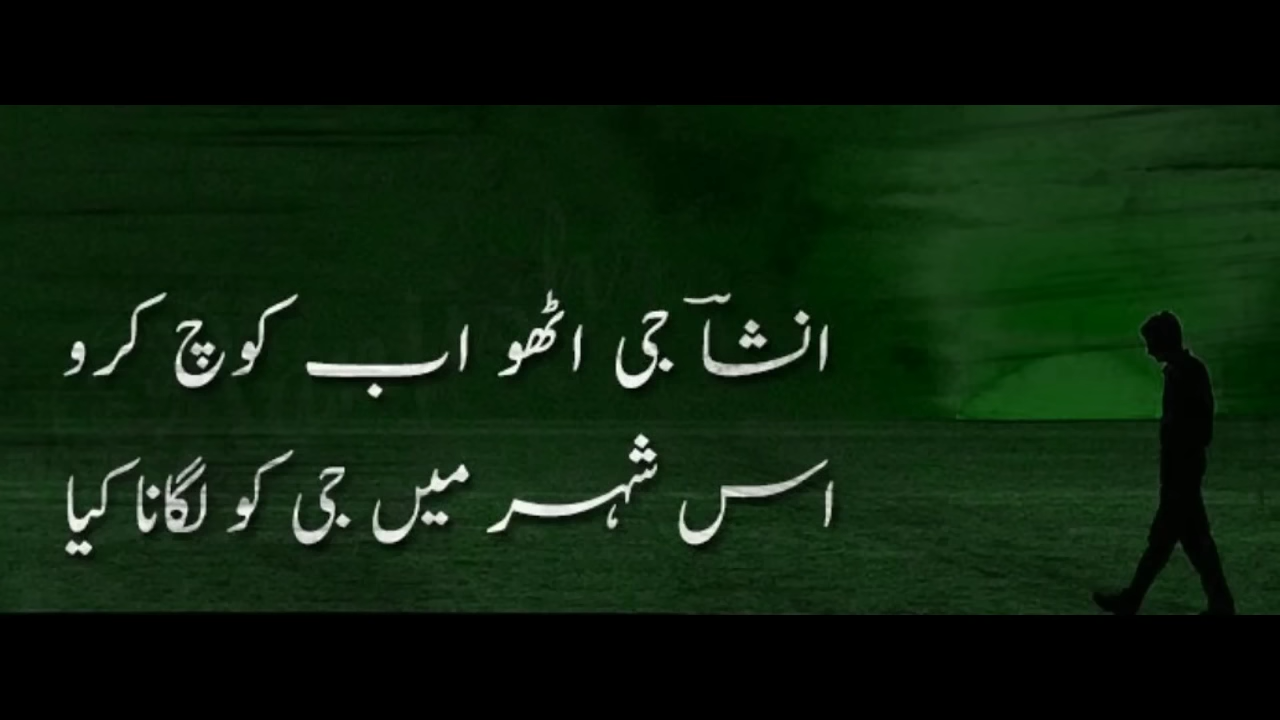 انشاؔ جی اٹھو اب کوچ کرو
اس شہر میں جی کو لگانا کیا